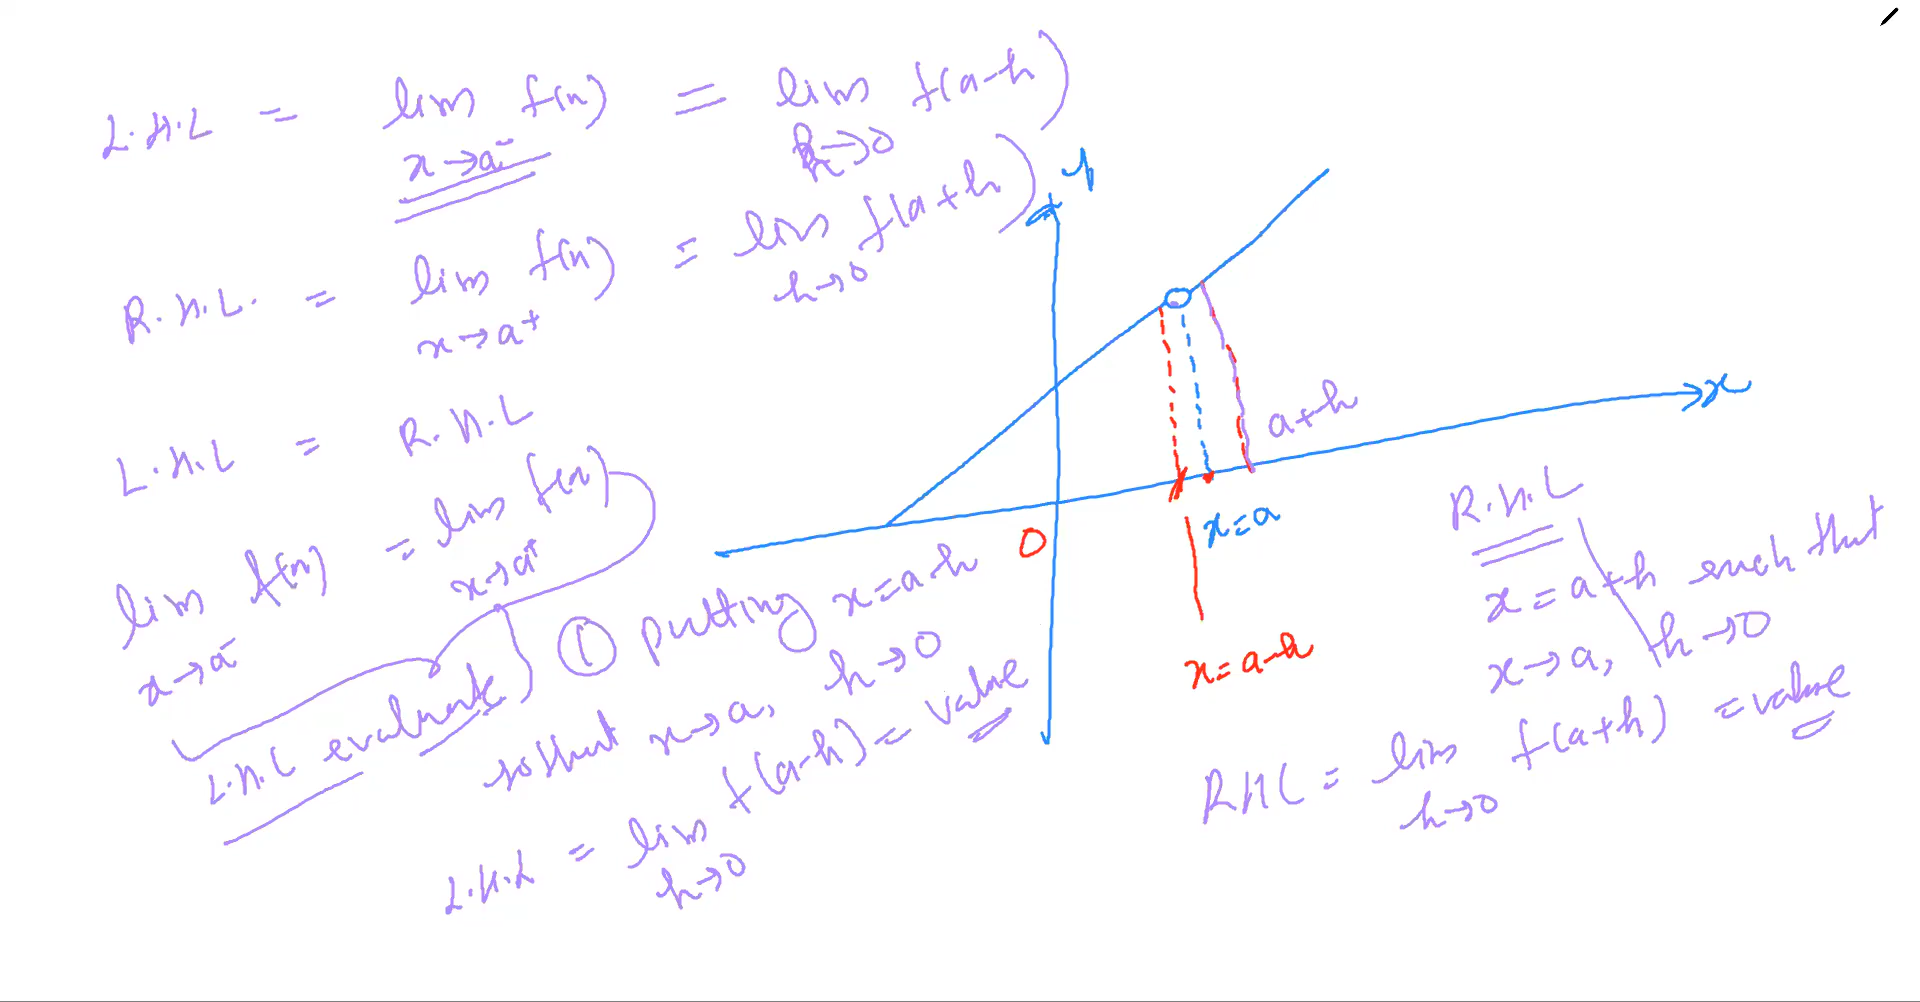 L.H.L = lim f(x) = lim f(a-h)
x→a⁻ h→0
R.H.L. = lim f(x) = lim f(a+h)
x→a⁺ h→0
L.H.L = R.H.L
lim f(x) = lim f(x)
x→a⁻ x→a⁺
L.H.L evaluate
① putting x=a-h
so that x→a, h→0
L.H.L = lim f(a-h) = value
h→0
y
x
O
a+h
x=a
x=a-h
R.H.L
x=a+h such that
x→a, h→0
RHL = lim f(a+h) = value
h→0